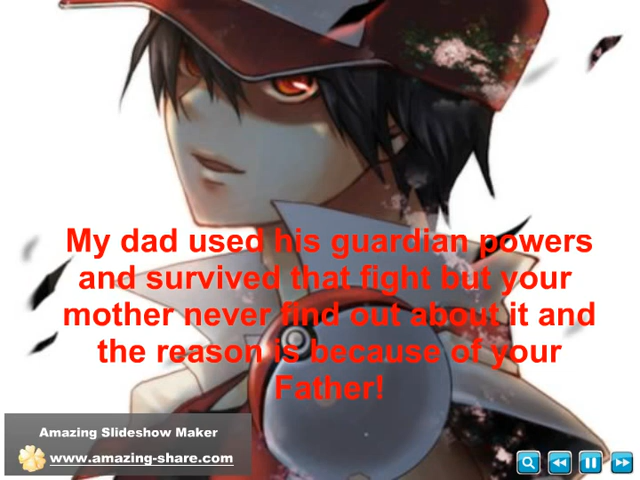 My dad used his guardian powers
and survived that fight but your
mother never find out about it and
the reason is because of your
Father!
Amazing Slideshow Maker
www.amazing-share.com